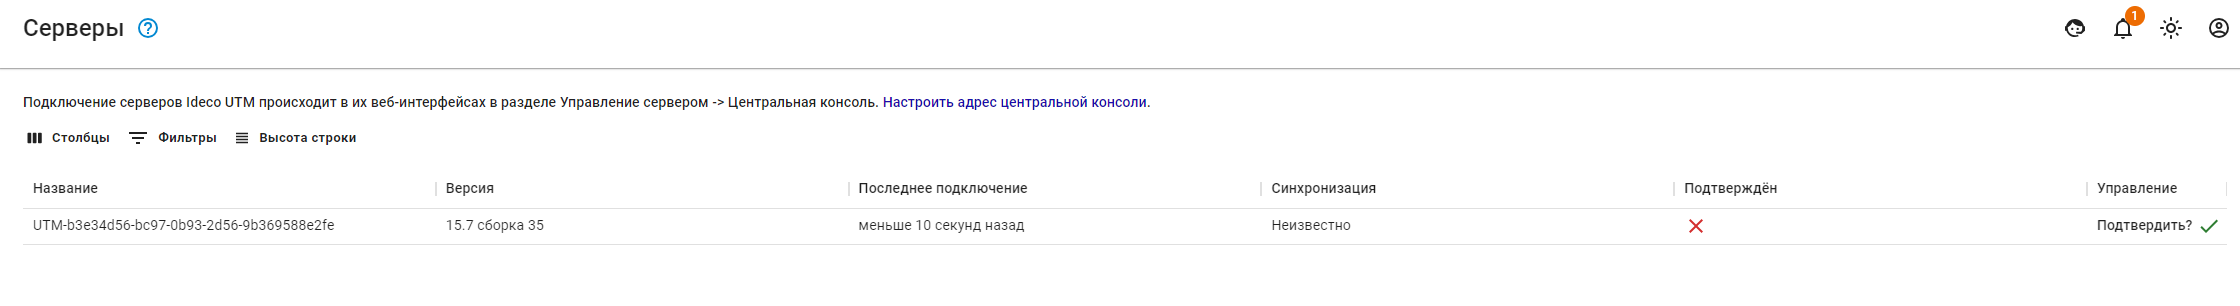 Серверы
1
Подключение серверов Ideco UTM происходит в их веб-интерфейсах в разделе Управление сервером -> Центральная консоль. Настроить адрес центральной консоли.
Столбцы Фильтры Высота строки
Название Версия Последнее подключение Синхронизация Подтверждён Управление
UTM-b3e34d56-bc97-0b93-2d56-9b369588e2fe 15.7 сборка 35 меньше 10 секунд назад Неизвестно Подтвердить?